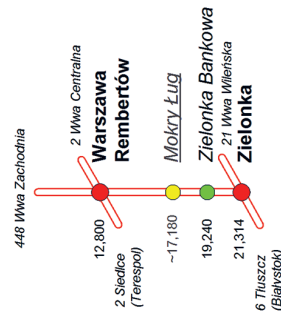 448 Wwa Zachodnia
2 Wwa Centralna
Warszawa
Rembertów
Mokry Ług
Zielonka Bankowa
21 Wwa Wileńska
Zielonka
12,800
~17,180
19,240
21,314
2 Siedlce
(Terespol)
6 Tłuszcz
(Białystok)